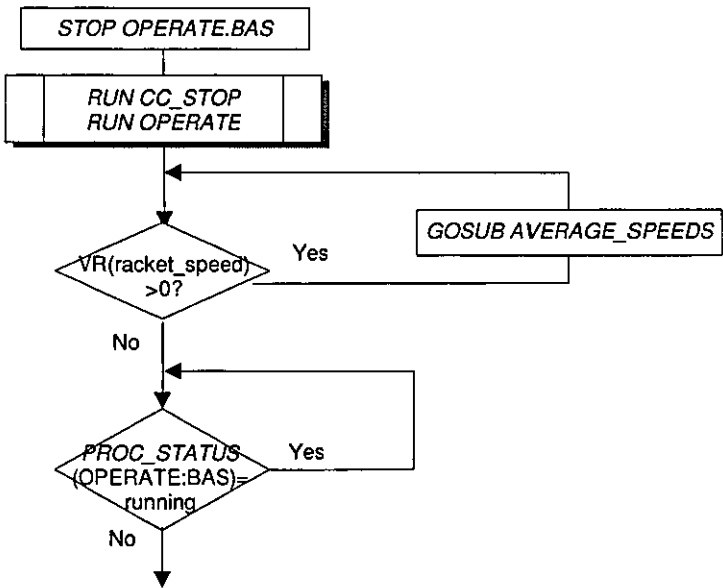 STOP OPERATE.BAS
RUN CC_STOP
RUN OPERATE
GOSUB AVERAGE_SPEEDS
VR(racket_speed)
>0?
Yes
No
PROC_STATUS
(OPERATE:BAS)=
running
Yes
No